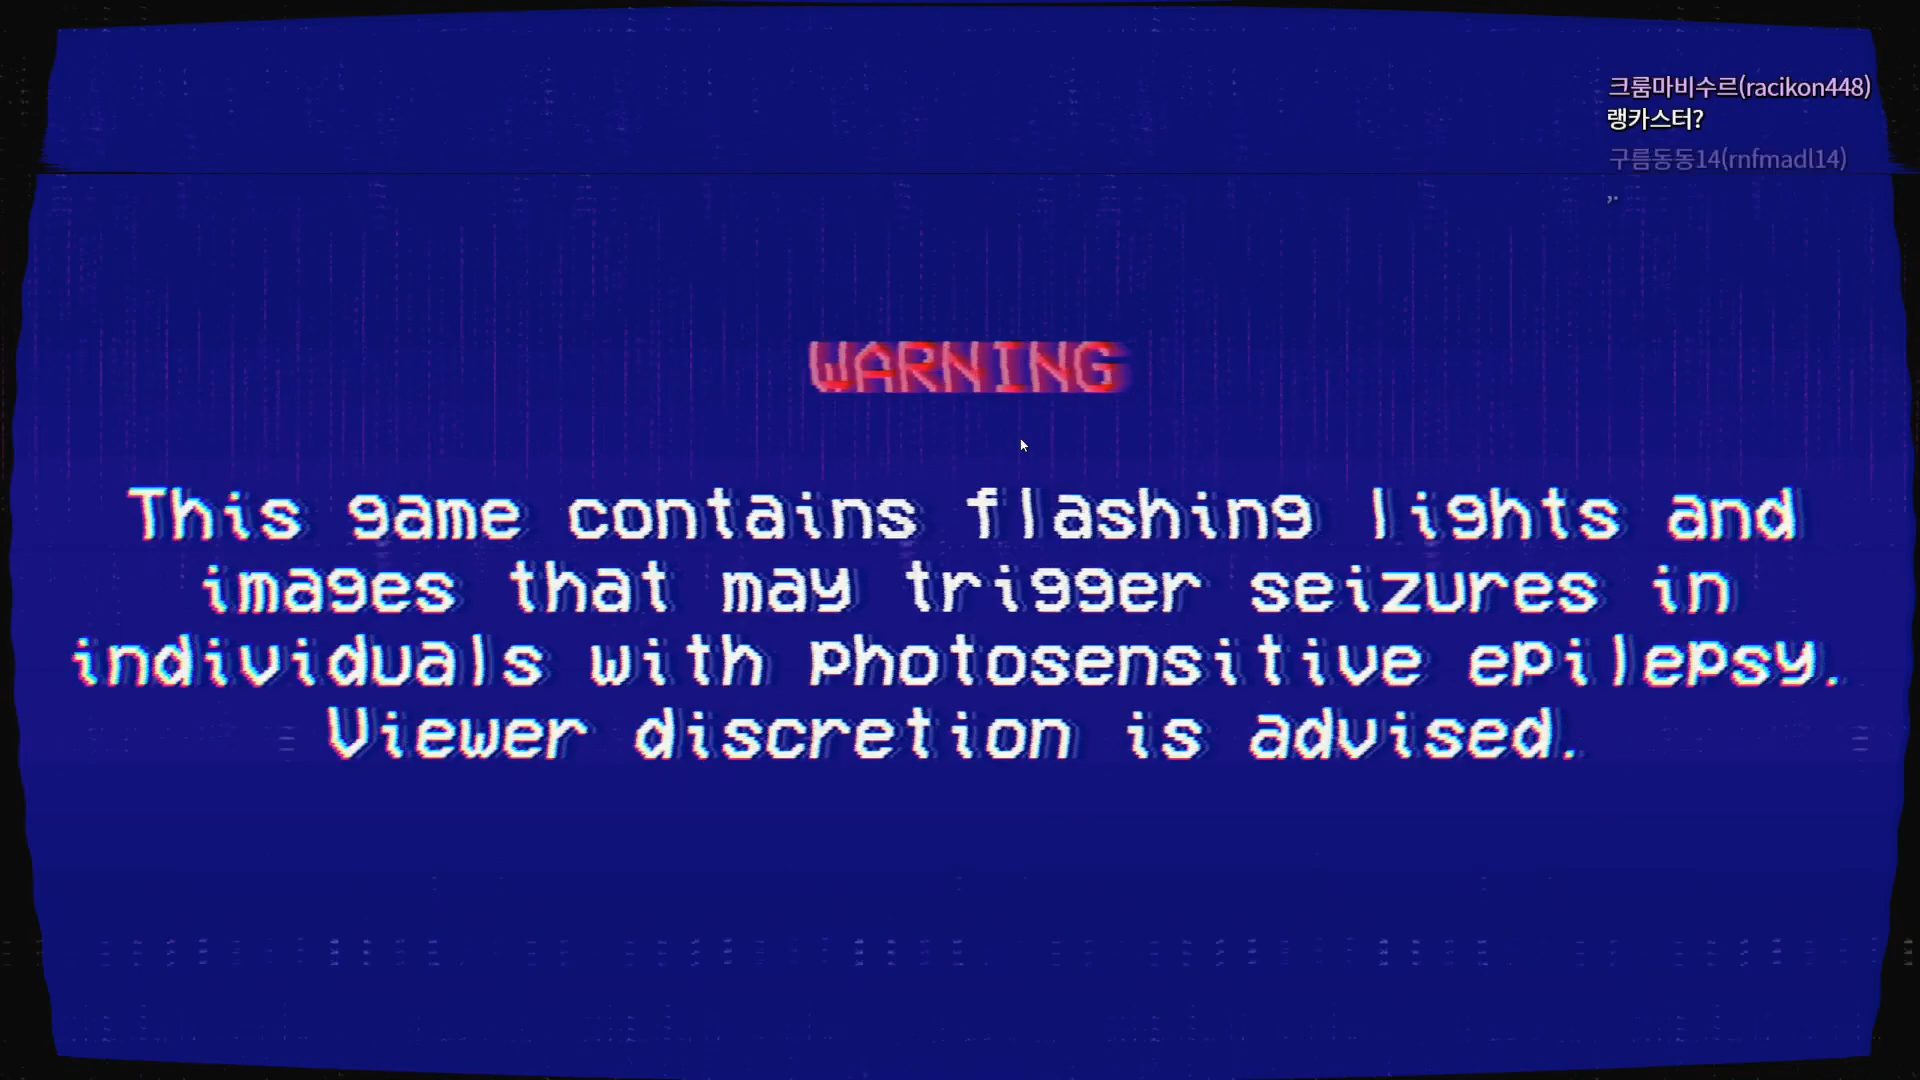 크룸마비수르(racikon448)
랭카스터?
구름동동14(rnfmadl14)
,.
WARNING
This game contains flashing lights and
images that may trigger seizures in
individuals with photosensitive epilepsy.
Viewer discretion is advised.